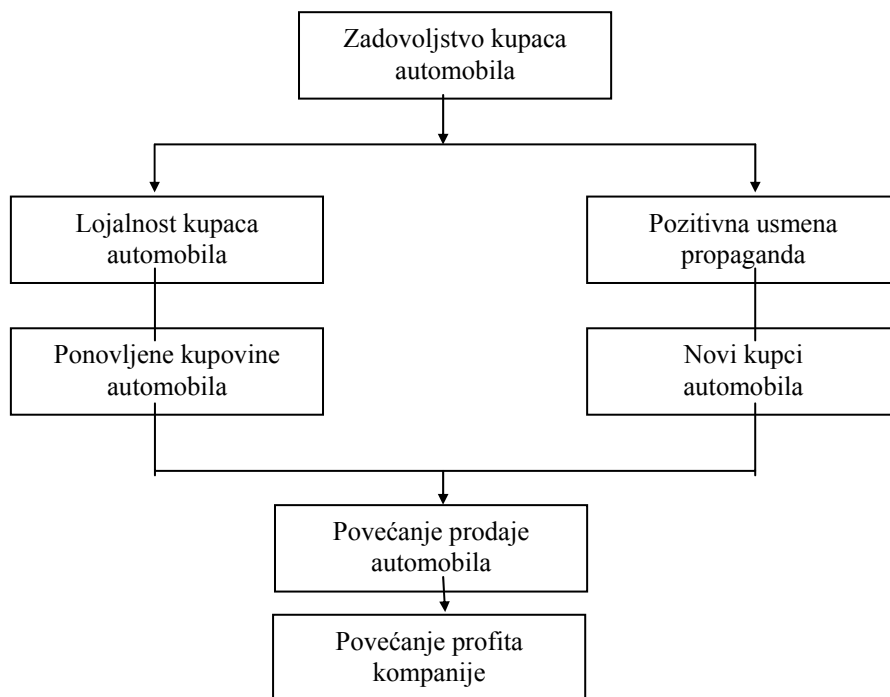 Zadovoljstvo kupaca
automobila
Lojalnost kupaca
automobila
Pozitivna usmena
propaganda
Ponovljene kupovine
automobila
Novi kupci
automobila
Povećanje prodaje
automobila
Povećanje profita
kompanije